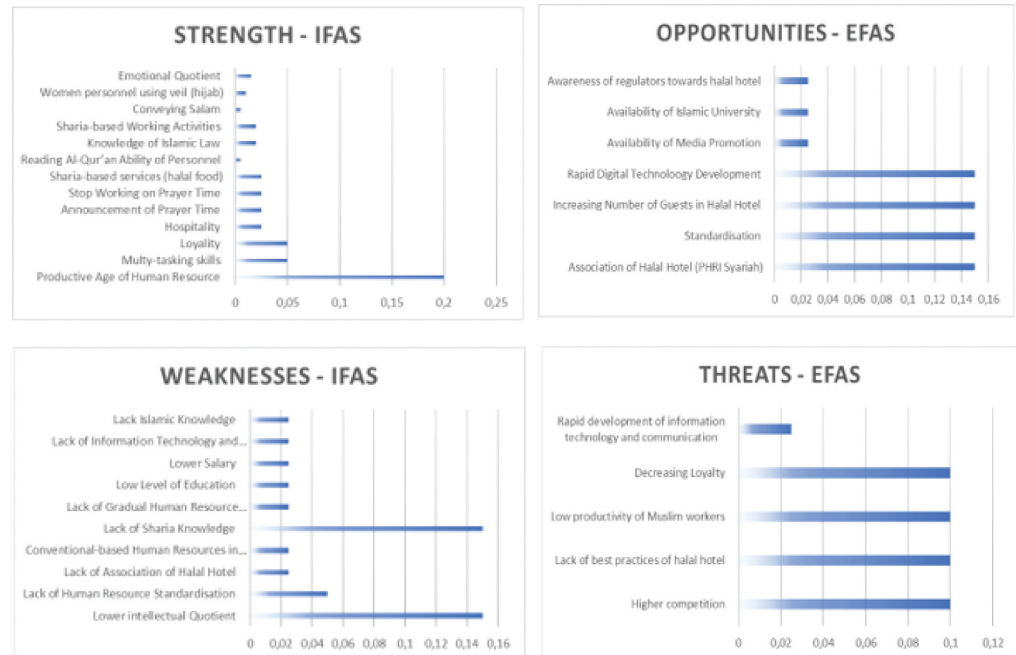 STRENGTH - IFAS
Emotional Quotient
Women personnel using veil (hijab)
Conveying Salam
Sharia-based Working Activities
Knowledge of Islamic Law
Reading Al-Qur'an Ability of Personnel
Sharia-based services (halal food)
Stop Working on Prayer Time
Announcement of Prayer Time
Hospitality
Loyality
Multy-tasking skills
Productive Age of Human Resource
0 0,05 0,1 0,15 0,2 0,25
OPPORTUNITIES - EFAS
Awareness of regulators towards halal hotel
Availability of Islamic University
Availability of Media Promotion
Rapid Digital Technoloogy Development
Increasing Number of Guests in Halal Hotel
Standardisation
Association of Halal Hotel (PHRI Syariah)
0 0,02 0,04 0,06 0,08 0,1 0,12 0,14 0,16
WEAKNESSES - IFAS
Lack Islamic Knowledge
Lack of Information Technology and...
Lower Salary
Low Level of Education
Lack of Gradual Human Resource...
Lack of Sharia Knowledge
Conventional-based Human Resources in...
Lack of Association of Halal Hotel
Lack of Human Resource Standardisation
Lower intellectual Quotient
0 0,02 0,04 0,06 0,08 0,1 0,12 0,14 0,16
THREATS - EFAS
Rapid development of information
technology and communication
Decreasing Loyalty
Low productivity of Muslim workers
Lack of best practices of halal hotel
Higher competition
0 0,02 0,04 0,06 0,08 0,1 0,12